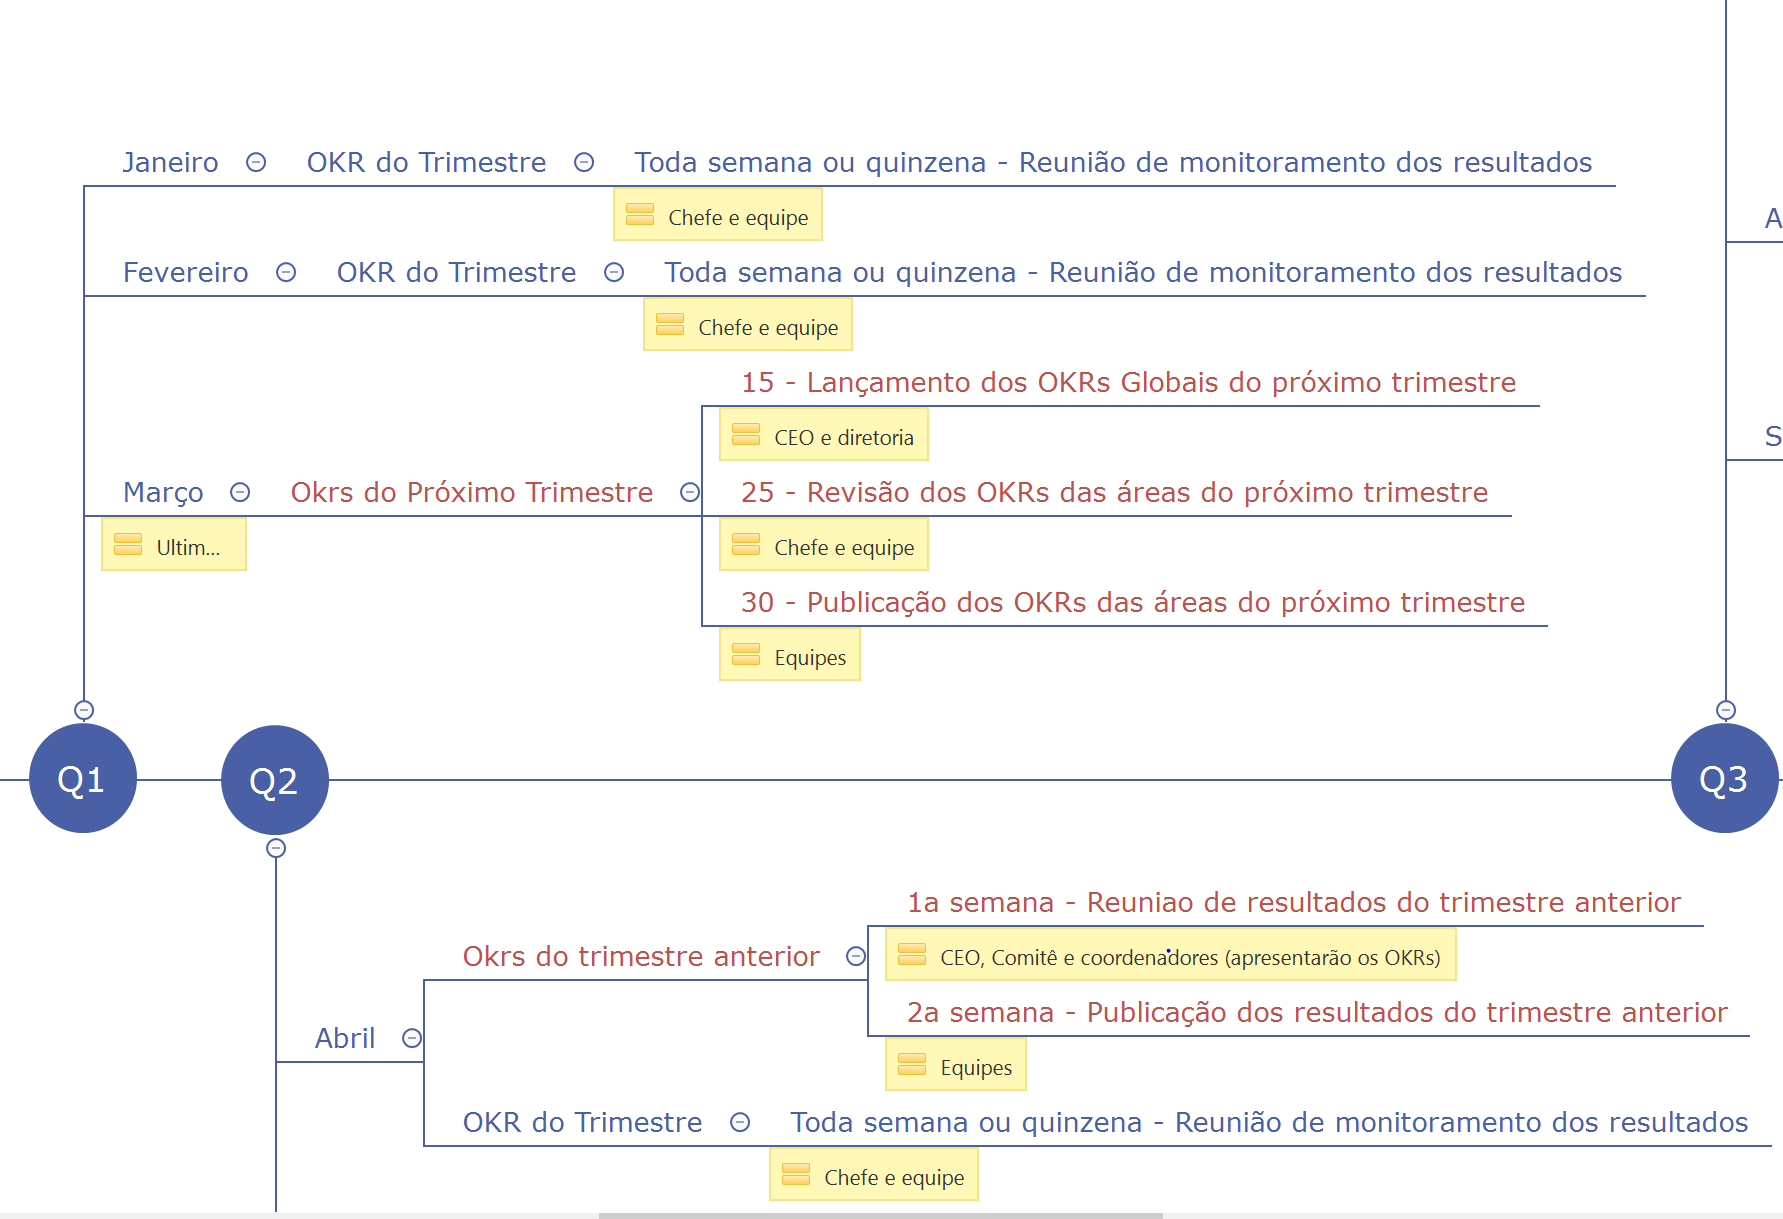 Janeiro OKR do Trimestre Toda semana ou quinzena - Reunião de monitoramento dos resultados
Chefe e equipe
Fevereiro OKR do Trimestre Toda semana ou quinzena - Reunião de monitoramento dos resultados
Chefe e equipe
15 - Lançamento dos OKRs Globais do próximo trimestre
CEO e diretoria
Março Okrs do Próximo Trimestre 25 - Revisão dos OKRs das áreas do próximo trimestre
Ultim... Chefe e equipe
30 - Publicação dos OKRs das áreas do próximo trimestre
Equipes
A
S
Q1 Q2 Q3
1a semana - Reuniao de resultados do trimestre anterior
Okrs do trimestre anterior CEO, Comitê e coordenadores (apresentarão os OKRs)
2a semana - Publicação dos resultados do trimestre anterior
Abril
Equipes
OKR do Trimestre Toda semana ou quinzena - Reunião de monitoramento dos resultados
Chefe e equipe